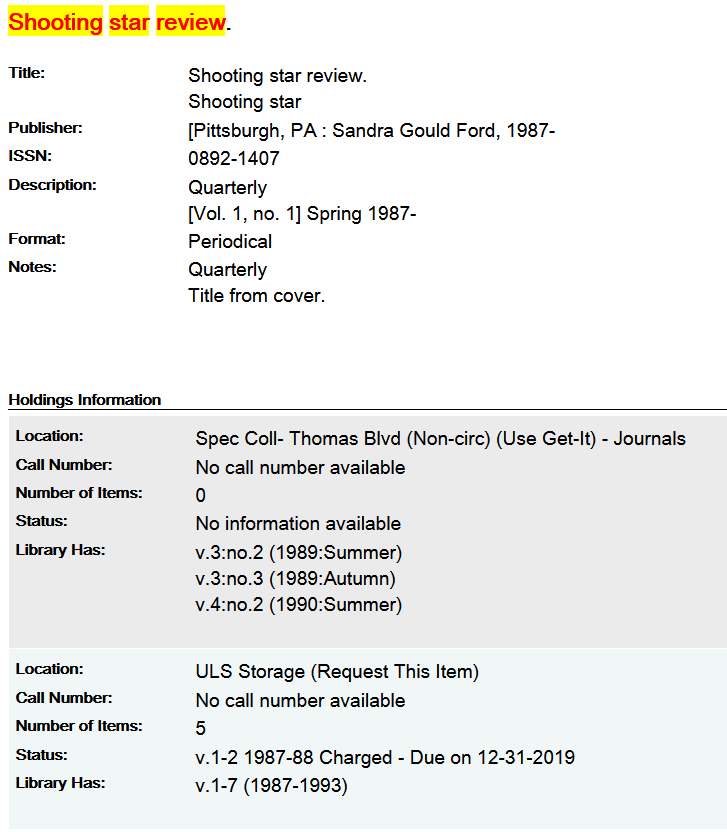 Shooting star review.
Title: Shooting star review.
Shooting star
Publisher: [Pittsburgh, PA : Sandra Gould Ford, 1987-
ISSN: 0892-1407
Description: Quarterly
[Vol. 1, no. 1] Spring 1987-
Format: Periodical
Notes: Quarterly
Title from cover.
Holdings Information
Location: Spec Coll- Thomas Blvd (Non-circ) (Use Get-It) - Journals
Call Number: No call number available
Number of Items: 0
Status: No information available
Library Has: v.3:no.2 (1989:Summer)
v.3:no.3 (1989:Autumn)
v.4:no.2 (1990:Summer)
Location: ULS Storage (Request This Item)
Call Number: No call number available
Number of Items: 5
Status: v.1-2 1987-88 Charged - Due on 12-31-2019
Library Has: v.1-7 (1987-1993)